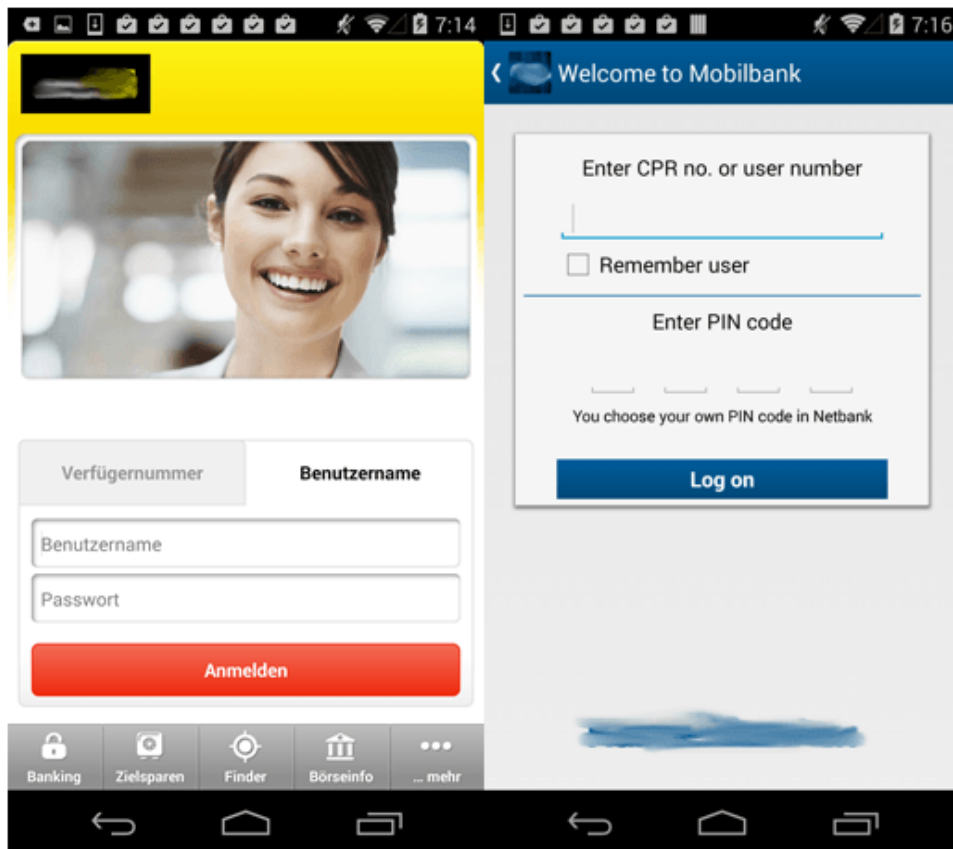 7:14
Verfügernummer
Benutzername
Benutzername
Passwort
Anmelden
Banking
Zielsparen
Finder
Börseinfo
... mehr
7:16
Welcome to Mobilbank
Enter CPR no. or user number
Remember user
Enter PIN code
You choose your own PIN code in Netbank
Log on